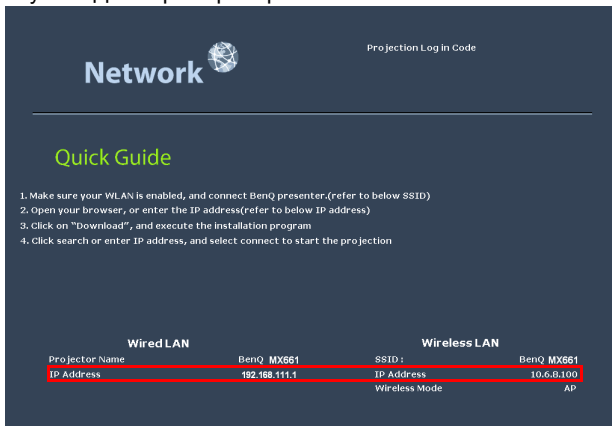 Network
Projection Log in Code
Quick Guide
1. Make sure your WLAN is enabled, and connect BenQ presenter.(refer to below SSID)
2. Open your browser, or enter the IP address(refer to below IP address)
3. Click on "Download", and execute the installation program
4. Click search or enter IP address, and select connect to start the projection
Wired LAN
Projector Name BenQ MX661
IP Address 192.168.111.1
Wireless LAN
SSID : BenQ MX661
IP Address 10.6.8.100
Wireless Mode AP